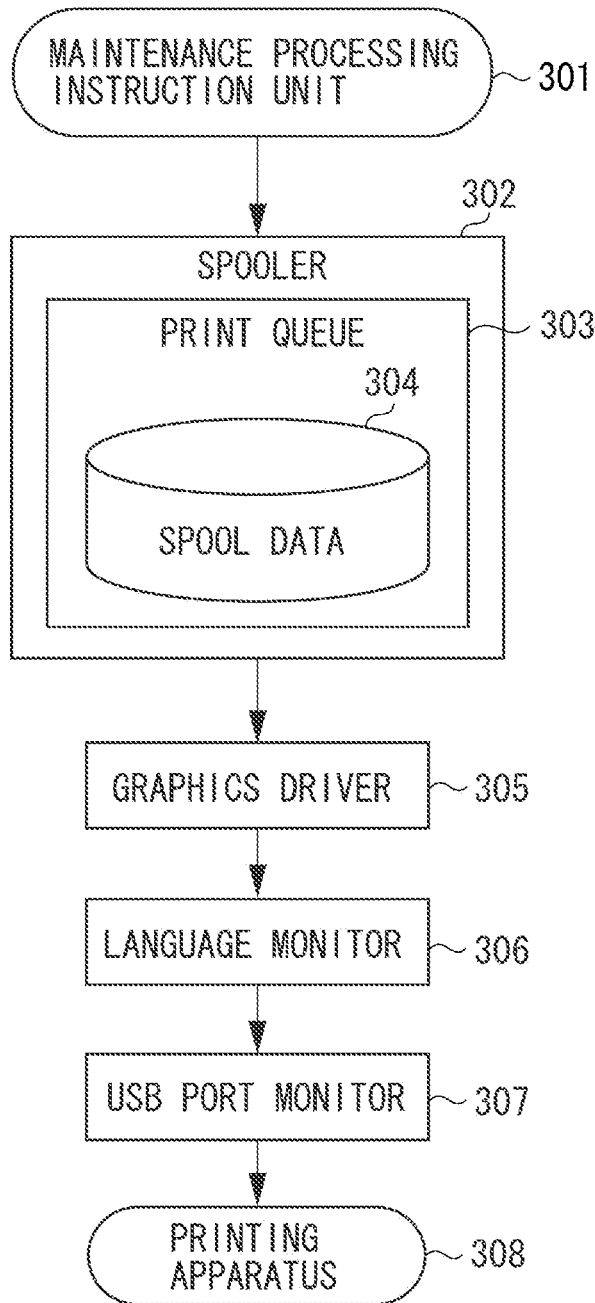 MAINTENANCE PROCESSING
INSTRUCTION UNIT
301
302
SPOOLER
PRINT QUEUE
303
304
SPOOL DATA
GRAPHICS DRIVER
305
LANGUAGE MONITOR
306
USB PORT MONITOR
307
PRINTING
APPARATUS
308